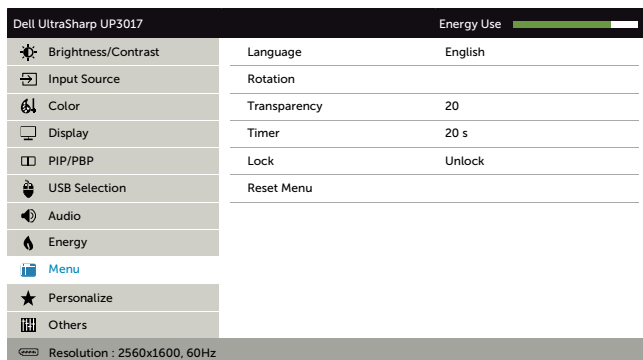 Dell UltraSharp UP3017 Energy Use
Brightness/Contrast Language English
Input Source Rotation
Color Transparency 20
Display Timer 20 s
PIP/PBP Lock Unlock
USB Selection Reset Menu
Audio
Energy
Menu
Personalize
Others
Resolution : 2560x1600, 60Hz